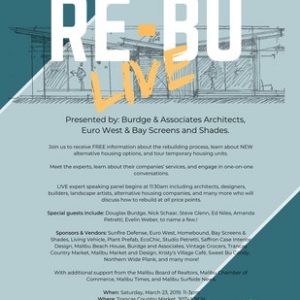 RE-BU
LIVE
Presented by: Burdge & Associates Architects,
Euro West & Bay Screens and Shades.
Join us to receive FREE information about the rebuilding process, learn about NEW
alternative housing options, and tour temporary housing units.
Meet the experts, learn about their companies' services, and engage in one-on-one
conversations.
LIVE expert speaking panel begins at 11:30am including architects, designers,
builders, landscape artists, alternative housing companies, and many more who will
discuss how to rebuild at all price points.
Special guests include: Douglas Burdge, Nick Schaar, Steve Glenn, Ed Niles, Amanda
Petretti, Evelin Weber, to name a few!
Sponsors & Vendors: Sunfire Defense, Euro West, Homebound, Bay Screens &
Shades, Living Vehicle, Plant Prefab, EcoChic, Studio Petretti, Saffron Case Interior
Design, Malibu Beach House, Burdge and Associates, Vintage Grocers, Trancas
Country Market, Malibu Market and Design, Kristy's Village Café, Sweet Bu Candy,
Northern Wide Plank, and many more!
With additional support from the Malibu Board of Realtors, Malibu Chamber of
Commerce, Malibu Times, and Malibu Surfside News.
When: Saturday, March 23, 2019, 11
Where: Trancas Country Market